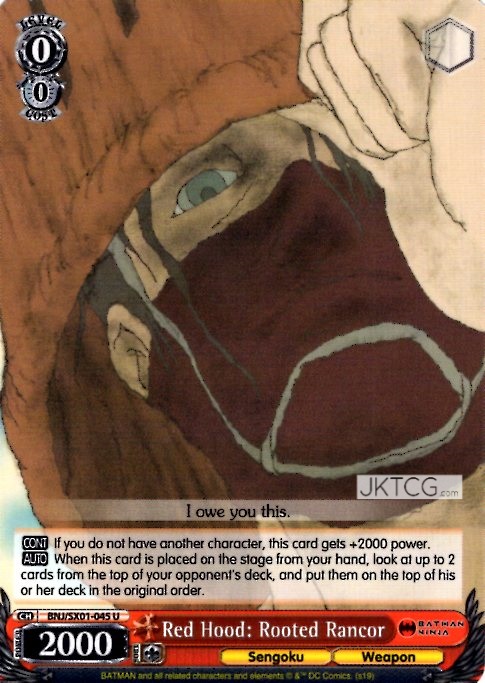 LEVEL
0
0
COST
JKTCG.com
I owe you this.
CONT If you do not have another character, this card gets +2000 power.
AUTO When this card is placed on the stage from your hand, look at up to 2
cards from the top of your opponent's deck, and put them on the top of his
or her deck in the original order.
CH BNJ/SX01-045 U
POWER 2000 SOUL Red Hood: Rooted Rancor BATMAN NINJA
Sengoku Weapon
BATMAN and all related characters and elements © & ™ DC Comics. (s19)